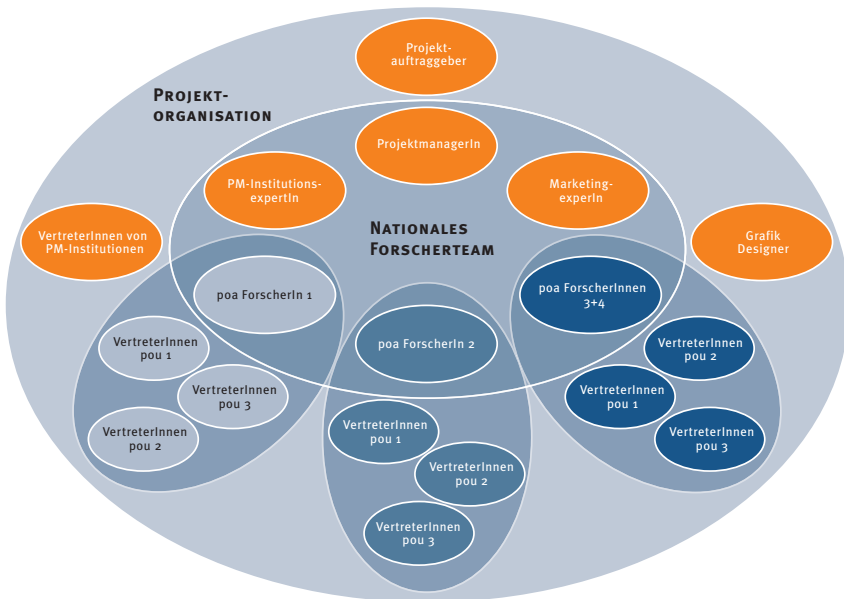 Projekt-
auftraggeber
Projekt-
organisation
ProjektmanagerIn
PM-Institutions-
expertIn
Marketing-
experIn
VertreterInnen von
PM-Institutionen
Nationales
Forscherteam
Grafik
Designer
poa ForscherIn 1
poa ForscherInnen
3+4
poa ForscherIn 2
VertreterInnen
pou 1
VertreterInnen
pou 3
VertreterInnen
pou 2
VertreterInnen
pou 1
VertreterInnen
pou 2
VertreterInnen
pou 3
VertreterInnen
pou 2
VertreterInnen
pou 1
VertreterInnen
pou 3